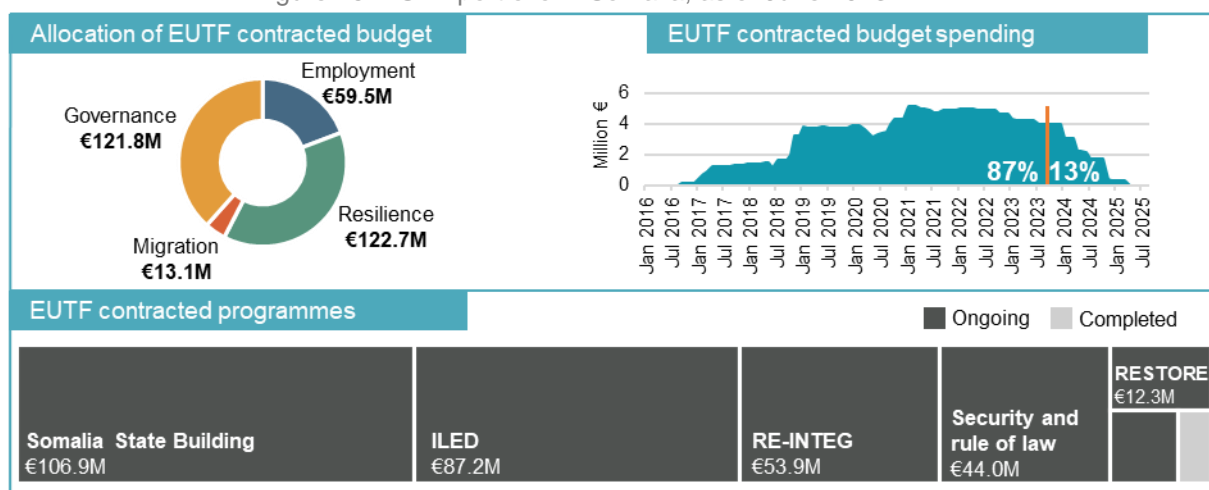 Allocation of EUTF contracted budget
EUTF contracted budget spending
Employment
€59.5M
Governance
€121.8M
Resilience
€122.7M
Migration
€13.1M
Million €
6
4
2
0
87% 13%
Jan 2016
Jul 2016
Jan 2017
Jul 2017
Jan 2018
Jul 2018
Jan 2019
Jul 2019
Jan 2020
Jul 2020
Jan 2021
Jul 2021
Jan 2022
Jul 2022
Jan 2023
Jul 2023
Jan 2024
Jul 2024
Jan 2025
Jul 2025
EUTF contracted programmes
Ongoing
Completed
Somalia State Building
€106.9M
ILED
€87.2M
RE-INTEG
€53.9M
Security and
rule of law
€44.0M
RESTORE
€12.3M